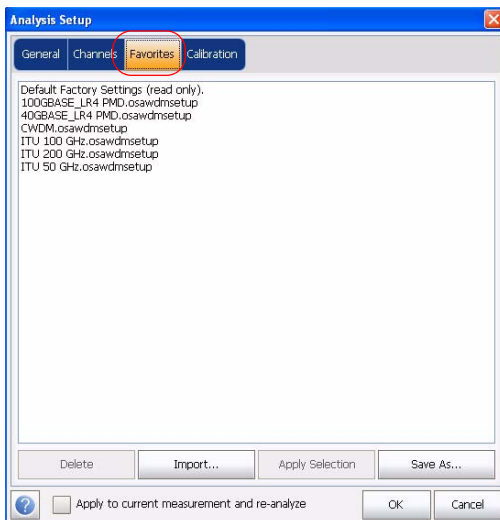 Analysis Setup
General Channels Favorites Calibration
Default Factory Settings (read only).
100GBASE_LR4 PMD.osawdmsetup
40GBASE_LR4 PMD.osawdmsetup
CWDM.osawdmsetup
ITU 100 GHz.osawdmsetup
ITU 200 GHz.osawdmsetup
ITU 50 GHz.osawdmsetup
Delete Import... Apply Selection Save As...
? Apply to current measurement and re-analyze OK Cancel